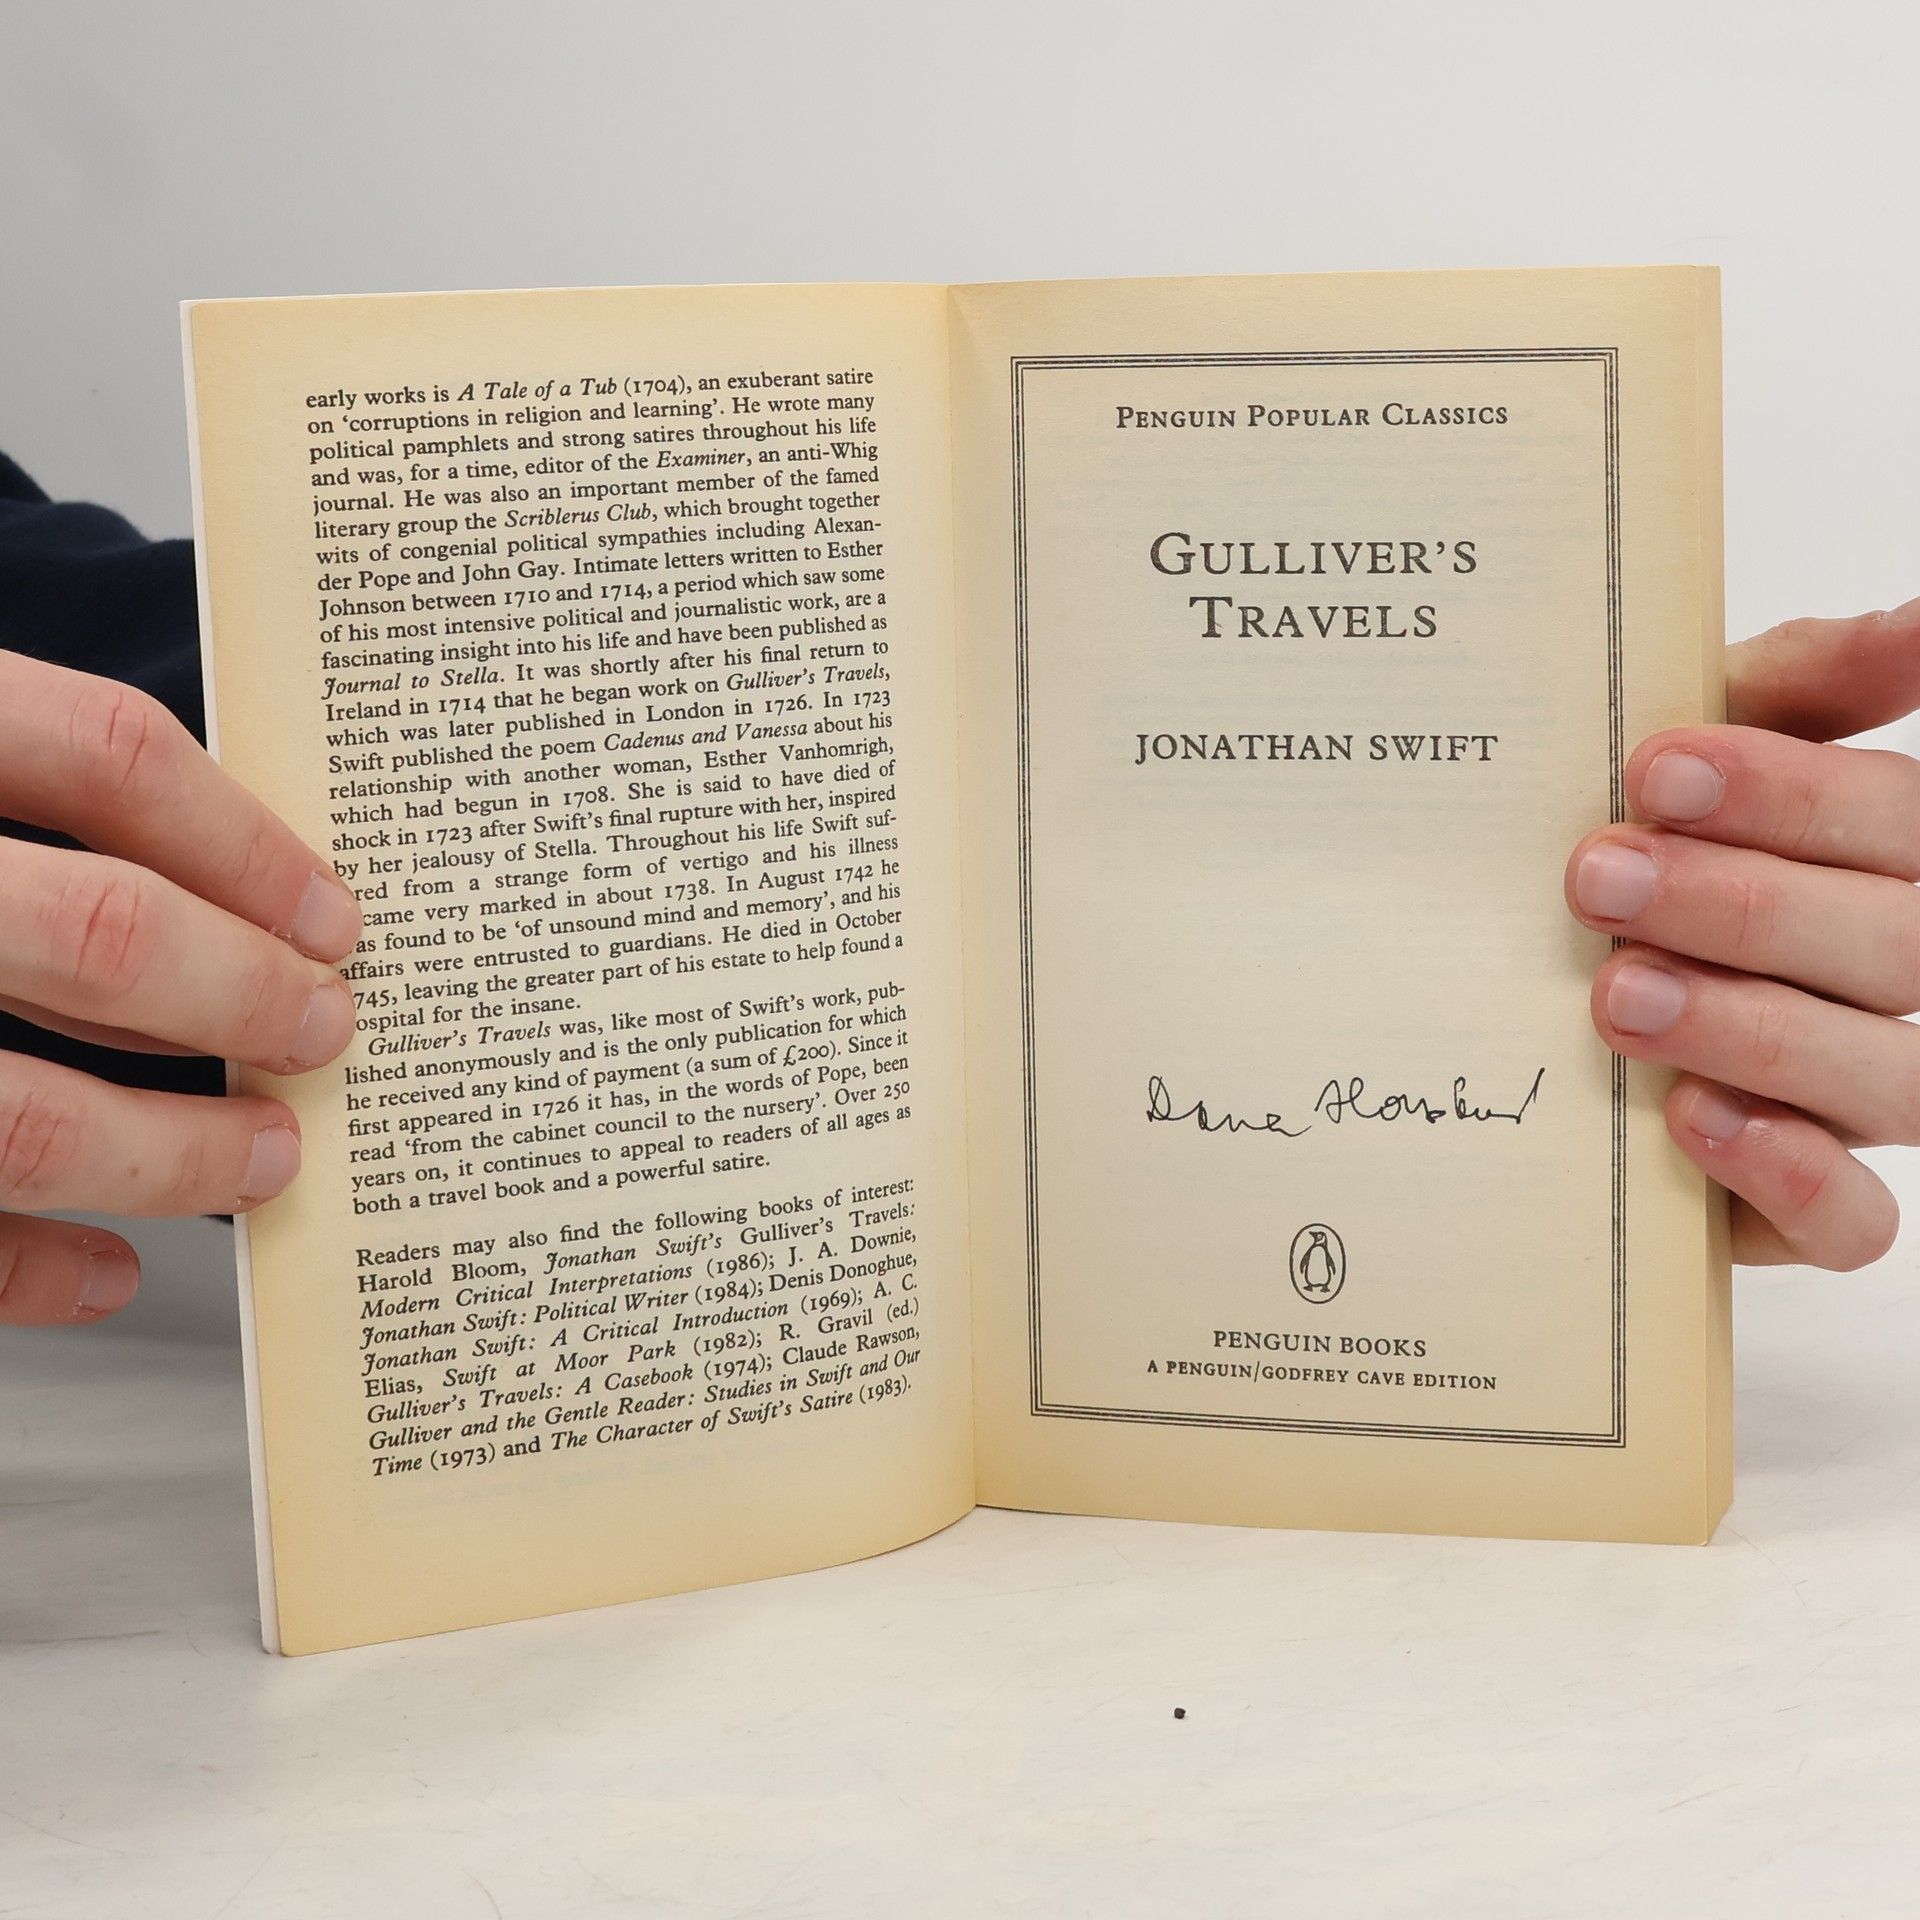 early works is A Tale of a Tub (1704), an exuberant satire
on ‘corruptions in religion and learning’. He wrote many
political pamphlets and strong satires throughout his life
and was, for a time, editor of the Examiner, an anti-Whig
journal. He was also an important member of the famed
literary group the Scriblerus Club, which brought together
wits of congenial political sympathies including Alexan-
der Pope and John Gay. Intimate letters written to Esther
Johnson between 1710 and 1714, a period which saw some
of his most intensive political and journalistic work, are a
fascinating insight into his life and have been published as
Journal to Stella. It was shortly after his final return to
Ireland in 1714 that he began work on Gulliver’s Travels,
which was later published in London in 1726. In 1723
Swift published the poem Cadenus and Vanessa about his
relationship with another woman, Esther Vanhomrigh,
which had begun in 1708. She is said to have died of
shock in 1723 after Swift’s final rupture with her, inspired
by her jealousy of Stella. Throughout his life Swift suf-
red from a strange form of vertigo and his illness
came very marked in about 1738. In August 1742 he
as found to be ‘of unsound mind and memory’, and his
affairs were entrusted to guardians. He died in October
745, leaving the greater part of his estate to help found a
ospital for the insane.
Gulliver’s Travels was, like most of Swift’s work, pub-
lished anonymously and is the only publication for which
he received any kind of payment (a sum of £200). Since it
first appeared in 1726 it has, in the words of Pope, been
read ‘from the cabinet council to the nursery’. Over 250
years on, it continues to appeal to readers of all ages as
both a travel book and a powerful satire.
Readers may also find the following books of interest:
Harold Bloom, Jonathan Swift’s Gulliver’s Travels:
Modern Critical Interpretations (1986); J. A. Downie,
Jonathan Swift: Political Writer (1984); Denis Donoghue,
Jonathan Swift: A Critical Introduction (1969); A. C.
Elias, Swift at Moor Park (1982); R. Gravil (ed.)
Gulliver’s Travels: A Casebook (1974); Claude Rawson,
Gulliver and the Gentle Reader: Studies in Swift and Our
Time (1973) and The Character of Swift’s Satire (1983).
PENGUIN POPULAR CLASSICS
GULLIVER’S
TRAVELS
JONATHAN SWIFT
PENGUIN BOOKS
A PENGUIN/GODFREY CAVE EDITION